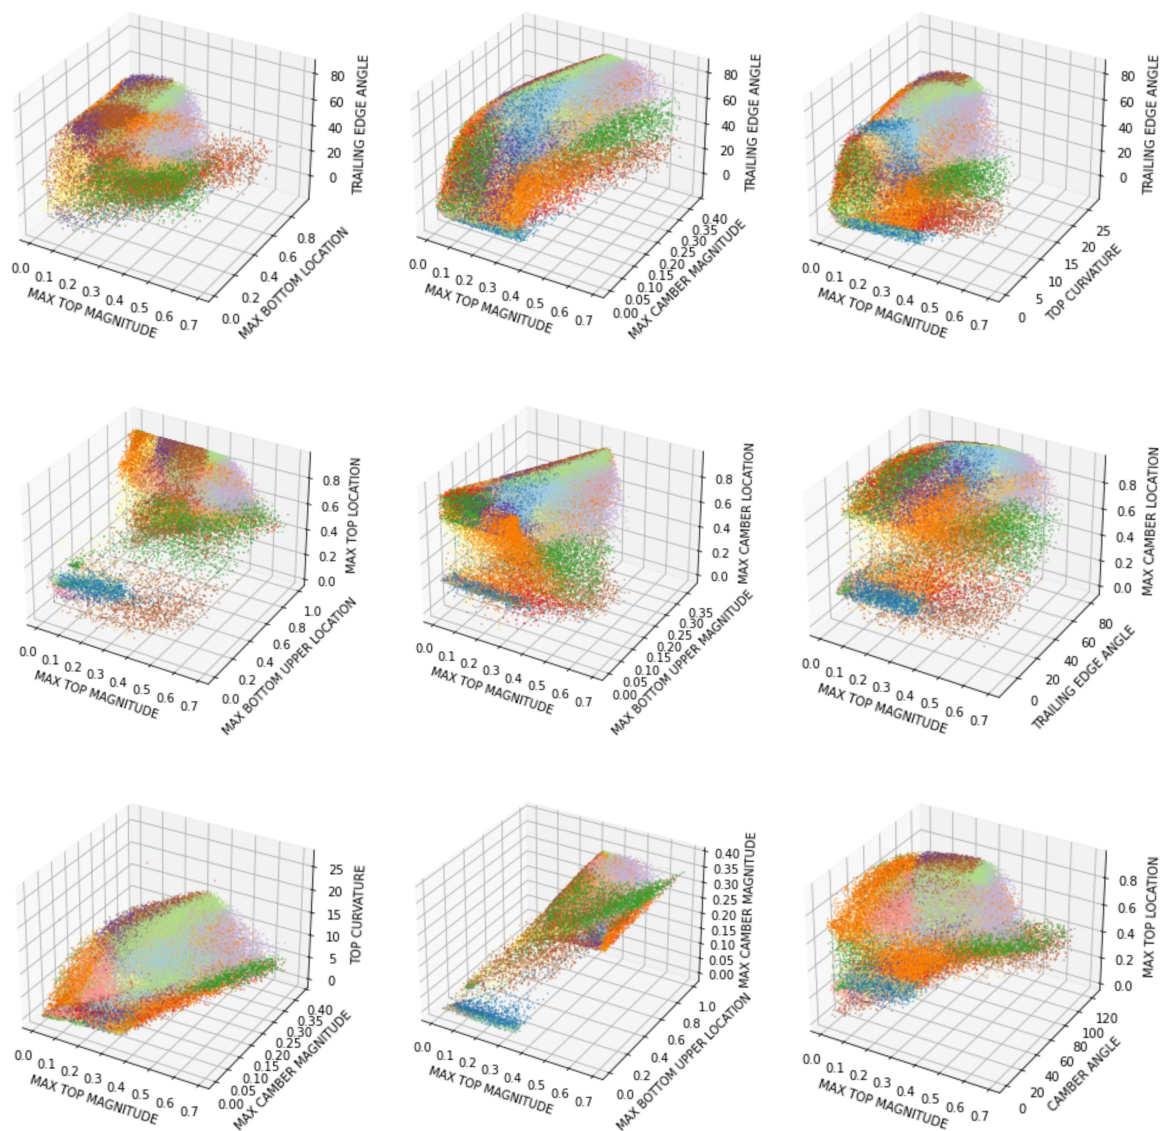 80
60
40
20
0
TRAILING EDGE ANGLE
0.0 0.1 0.2 0.3 0.4 0.5 0.6 0.7
MAX TOP MAGNITUDE
0.0 0.2 0.4 0.6 0.8
MAX BOTTOM LOCATION
80
60
40
20
0
TRAILING EDGE ANGLE
0.0 0.1 0.2 0.3 0.4 0.5 0.6 0.7
MAX TOP MAGNITUDE
0.00 0.05 0.10 0.15 0.20 0.25 0.30 0.35 0.40
MAX CAMBER MAGNITUDE
80
60
40
20
0
TRAILING EDGE ANGLE
0.0 0.1 0.2 0.3 0.4 0.5 0.6 0.7
MAX TOP MAGNITUDE
0 5 10 15 20 25
TOP CURVATURE
0.8
0.6
0.4
0.2
0.0
MAX TOP LOCATION
0.0 0.1 0.2 0.3 0.4 0.5 0.6 0.7
MAX TOP MAGNITUDE
0.0 0.2 0.4 0.6 0.8 1.0
MAX BOTTOM UPPER LOCATION
0.8
0.6
0.4
0.2
0.0
MAX CAMBER LOCATION
0.0 0.1 0.2 0.3 0.4 0.5 0.6 0.7
MAX TOP MAGNITUDE
0.00 0.05 0.10 0.15 0.20 0.25 0.30 0.35
MAX BOTTOM UPPER MAGNITUDE
0.8
0.6
0.4
0.2
0.0
MAX CAMBER LOCATION
0.0 0.1 0.2 0.3 0.4 0.5 0.6 0.7
MAX TOP MAGNITUDE
0 20 40 60 80
TRAILING EDGE ANGLE
25
20
15
10
5
0
TOP CURVATURE
0.0 0.1 0.2 0.3 0.4 0.5 0.6 0.7
MAX TOP MAGNITUDE
0.00 0.05 0.10 0.15 0.20 0.25 0.30 0.35 0.40
MAX CAMBER MAGNITUDE
0.40
0.35
0.30
0.25
0.20
0.15
0.10
0.05
0.00
MAX CAMBER MAGNITUDE
0.0 0.1 0.2 0.3 0.4 0.5 0.6 0.7
MAX TOP MAGNITUDE
0.0 0.2 0.4 0.6 0.8 1.0
MAX BOTTOM UPPER LOCATION
0.8
0.6
0.4
0.2
0.0
MAX TOP LOCATION
0.0 0.1 0.2 0.3 0.4 0.5 0.6 0.7
MAX TOP MAGNITUDE
0 20 40 60 80 100 120
CAMBER ANGLE